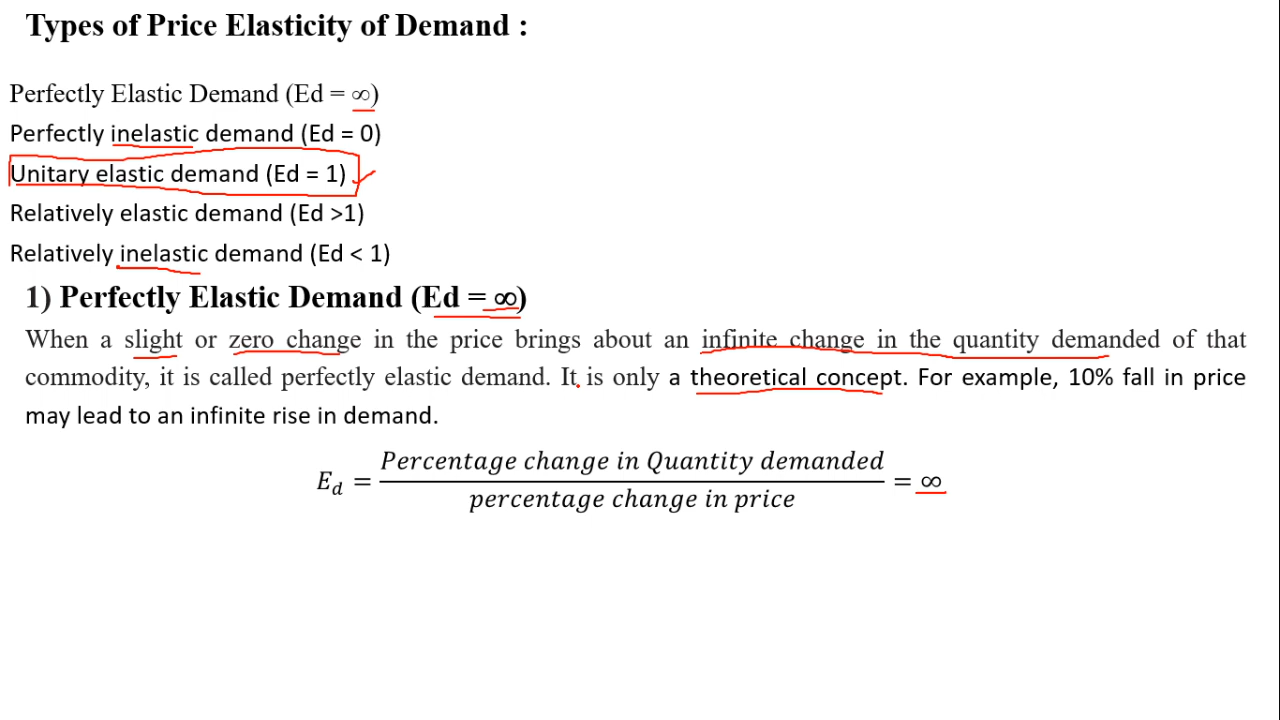 Types of Price Elasticity of Demand :
Perfectly Elastic Demand (Ed = ∞)
Perfectly inelastic demand (Ed = 0)
Unitary elastic demand (Ed = 1)
Relatively elastic demand (Ed >1)
Relatively inelastic demand (Ed < 1)
1) Perfectly Elastic Demand (Ed = ∞)
When a slight or zero change in the price brings about an infinite change in the quantity demanded of that
commodity, it is called perfectly elastic demand. It is only a theoretical concept. For example, 10% fall in price
may lead to an infinite rise in demand.
Percentage change in Quantity demanded
E_d = = ∞
percentage change in price